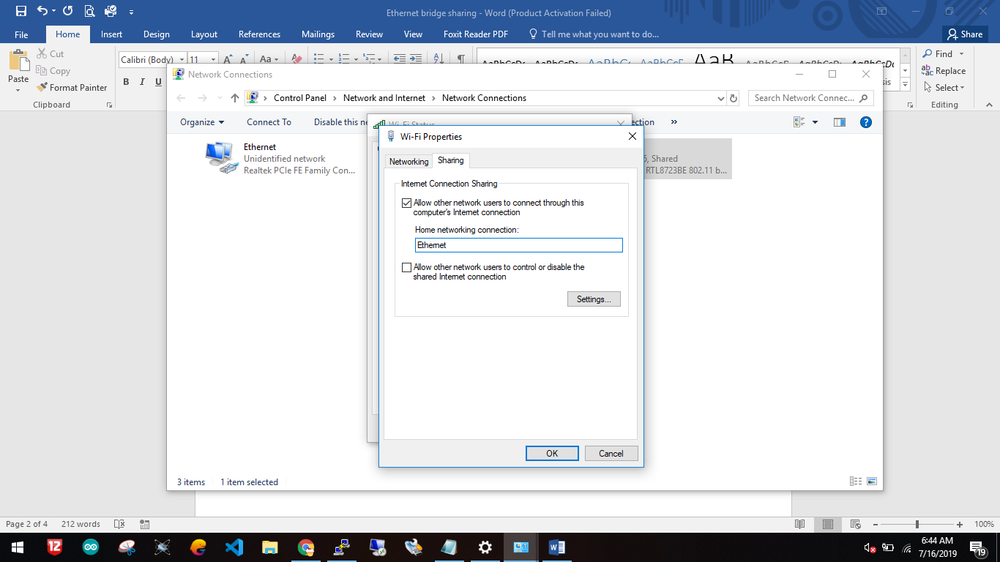 Ethernet bridge sharing - Word (Product Activation Failed)
File Home Insert Design Layout References Mailings Review View Foxit Reader PDF Tell me what you want to do... Share
Paste
Cut
Copy
Format Painter
Clipboard
Calibri (Body) 11
B I U
Find
Replace
Select
Editing
Network Connections
Control Panel > Network and Internet > Network Connections
Search Network Connec...
Organize Connect To Disable this ne
Ethernet
Unidentified network
Realtek PCIe FE Family Con...
5, Shared
RTL8723BE 802.11 b...
Wi-Fi Status
Wi-Fi Properties
Networking Sharing
Internet Connection Sharing
Allow other network users to connect through this
computer's Internet connection
Home networking connection:
Ethernet
Allow other network users to control or disable the
shared Internet connection
Settings...
OK Cancel
3 items 1 item selected
Page 2 of 4 212 words 100%
12
6:44 AM
7/16/2019
19